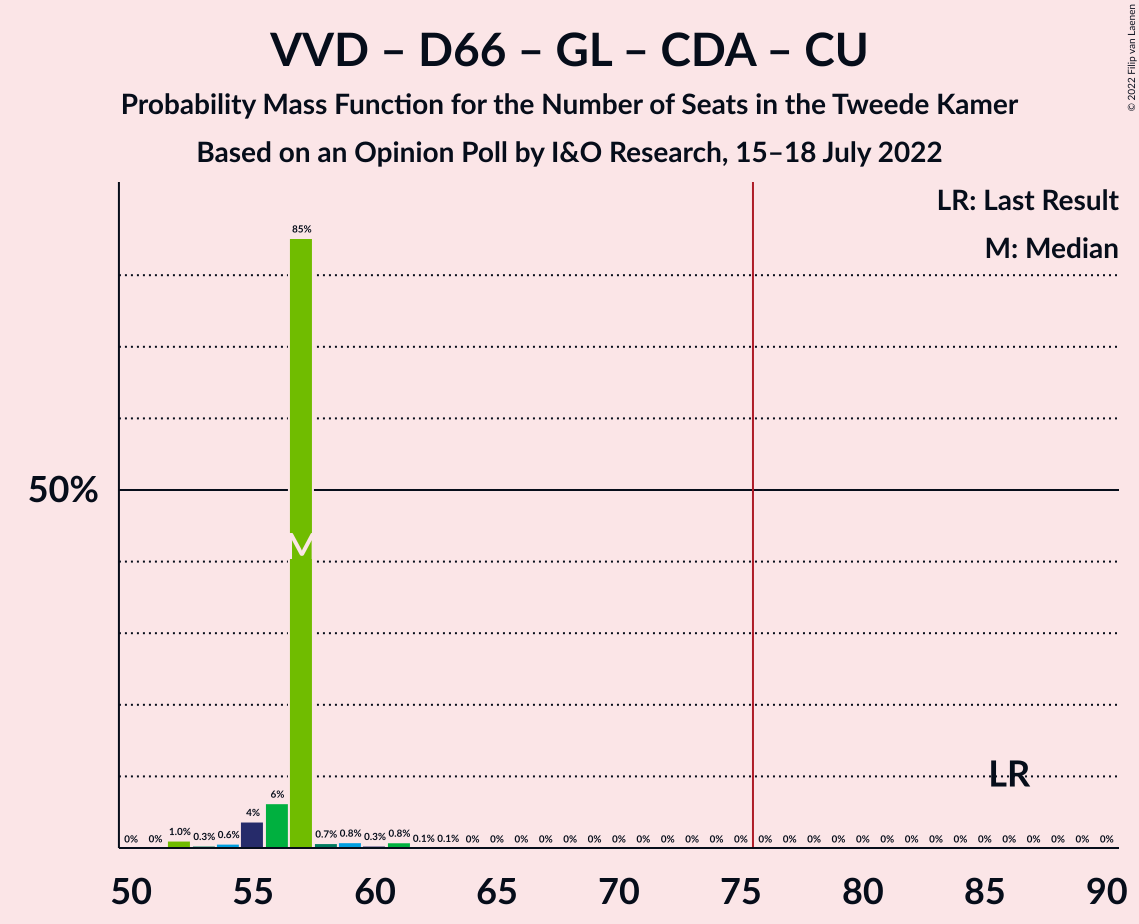 VVD – D66 – GL – CDA – CU
Probability Mass Function for the Number of Seats in the Tweede Kamer
Based on an Opinion Poll by I&O Research, 15–18 July 2022
© 2022 Filip van Laenen
LR: Last Result
M: Median
50%
M
LR
0% 0% 1.0% 0.3% 0.6% 4% 6% 85% 0.7% 0.8% 0.3% 0.8% 0.1% 0.1% 0% 0% 0% 0% 0% 0% 0% 0% 0% 0% 0% 0% 0% 0% 0% 0% 0% 0% 0% 0% 0% 0% 0% 0% 0% 0% 0%
50 55 60 65 70 75 80 85 90